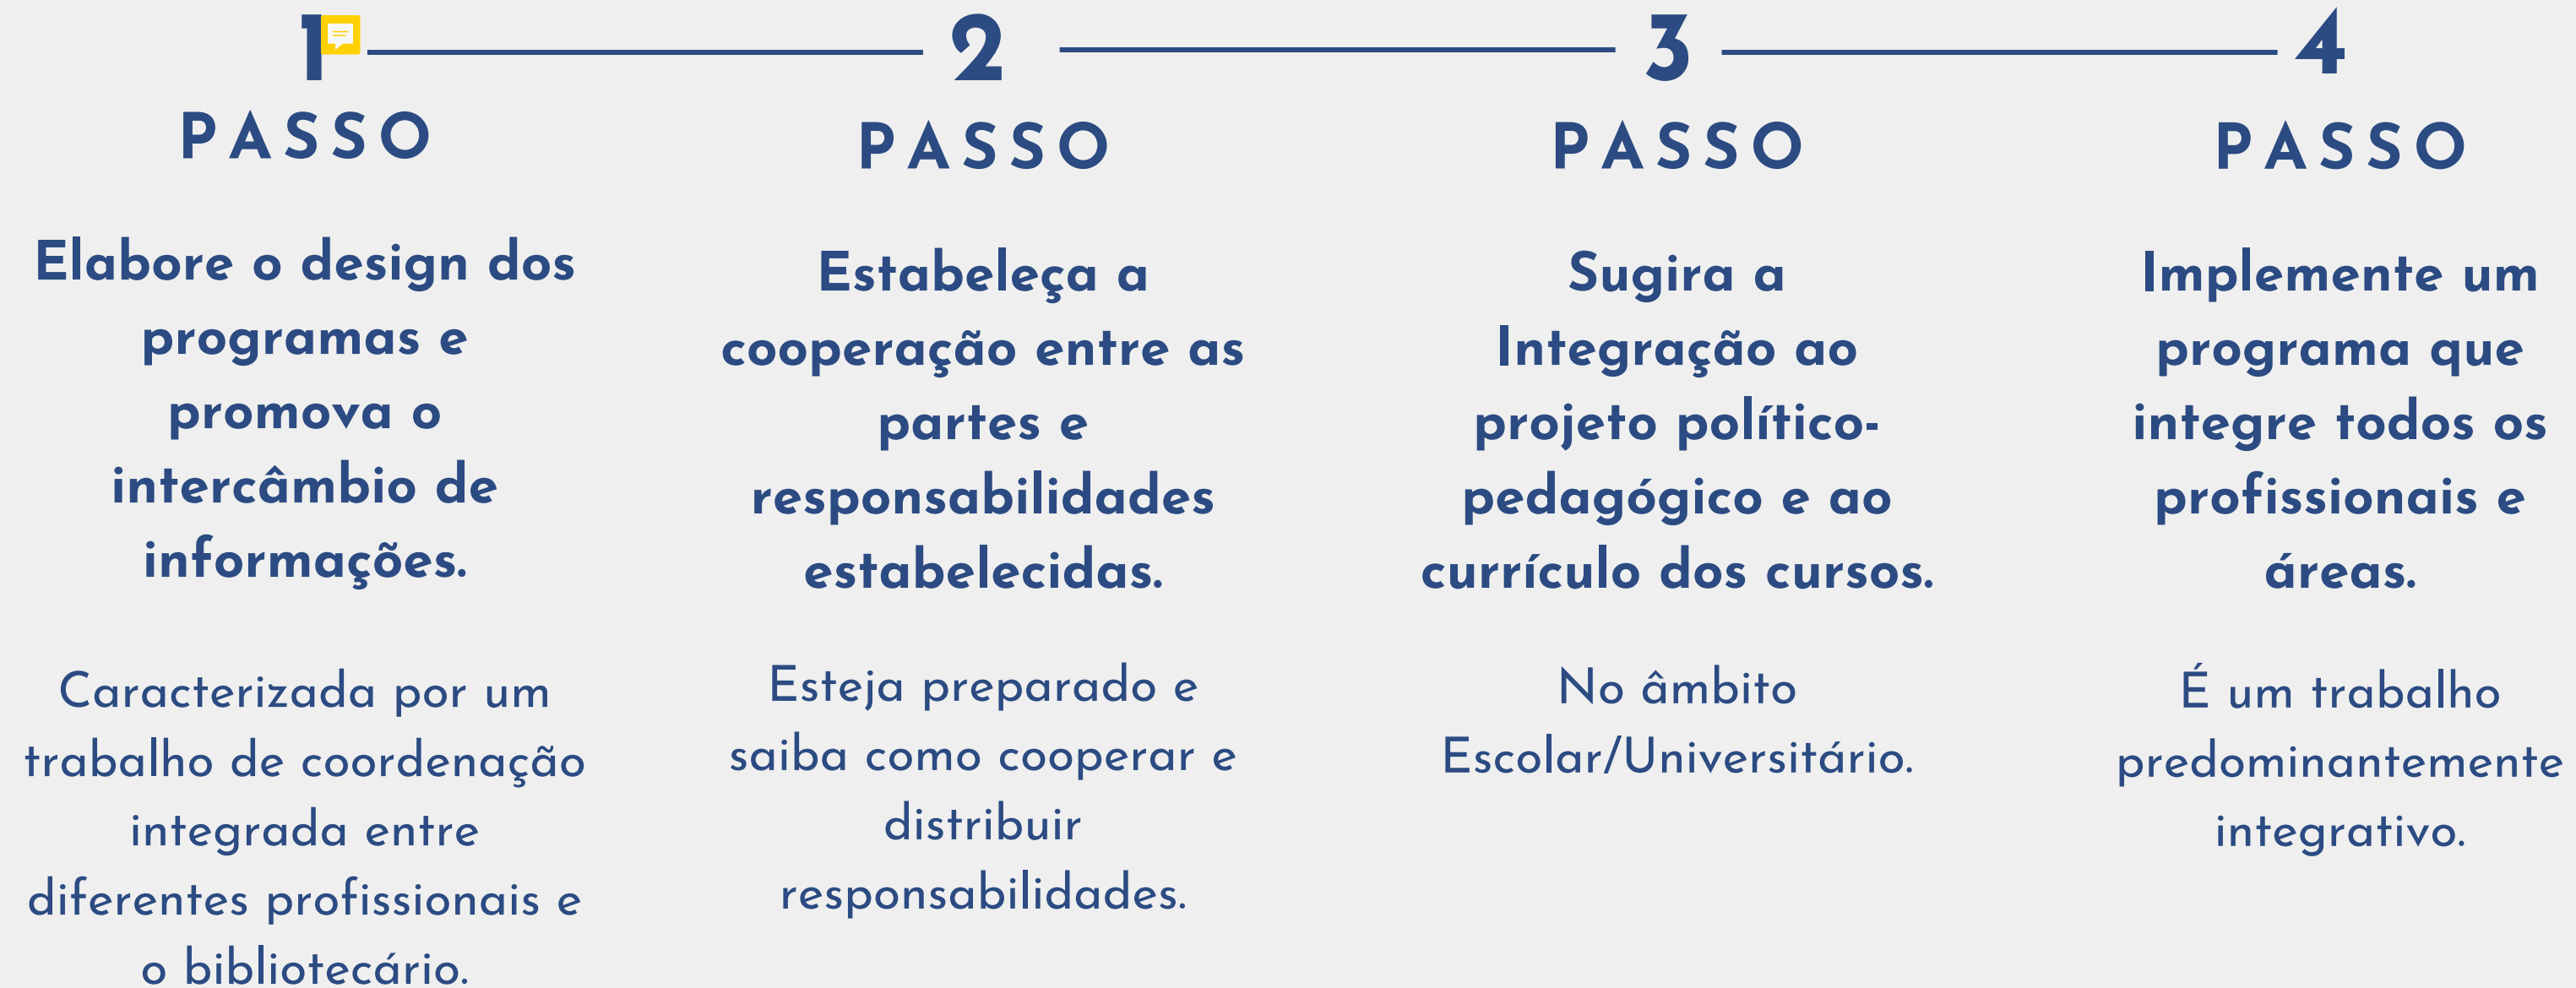 1
PASSO
Elabore o design dos
programas e
promova o
intercâmbio de
informações.
Caracterizada por um
trabalho de coordenação
integrada entre
diferentes profissionais e
o bibliotecário.
2
PASSO
Estabeleça a
cooperação entre as
partes e
responsabilidades
estabelecidas.
Esteja preparado e
saiba como cooperar e
distribuir
responsabilidades.
3
PASSO
Sugira a
Integração ao
projeto político-
pedagógico e ao
currículo dos cursos.
No âmbito
Escolar/Universitário.
4
PASSO
Implemente um
programa que
integre todos os
profissionais e
áreas.
É um trabalho
predominantemente
integrativo.